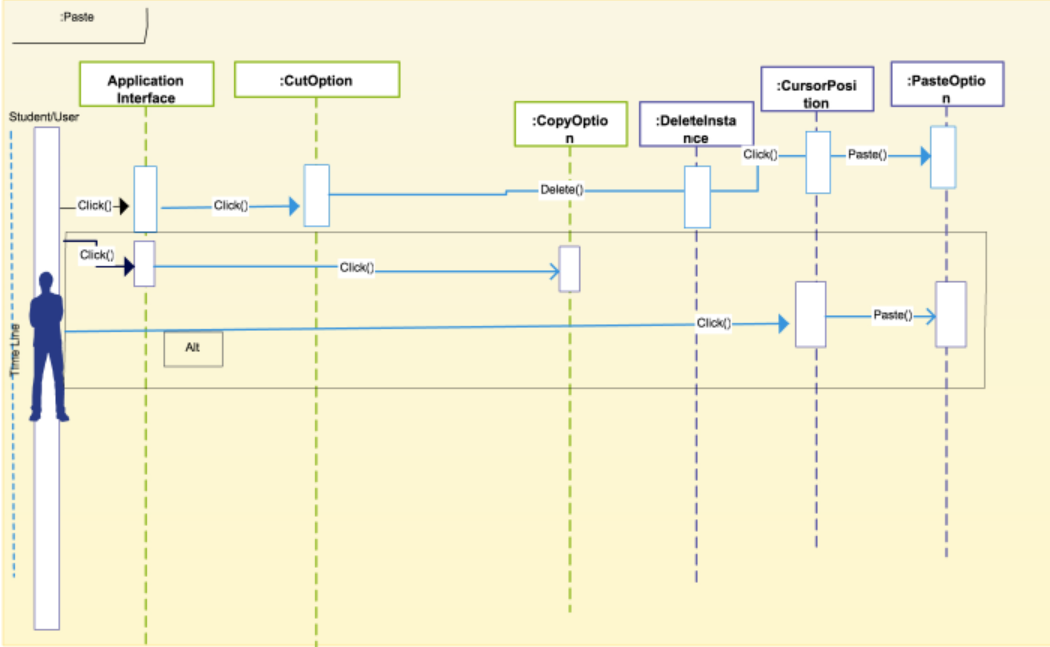 :Paste
Application
Interface
:CutOption
:CopyOptio
n
:DeleteInsta
nce
:CursorPosi
tion
:PasteOptio
n
Student/User
Click()
Click()
Delete()
Click()
Paste()
Click()
Click()
Click()
Paste()
Alt
Time Line